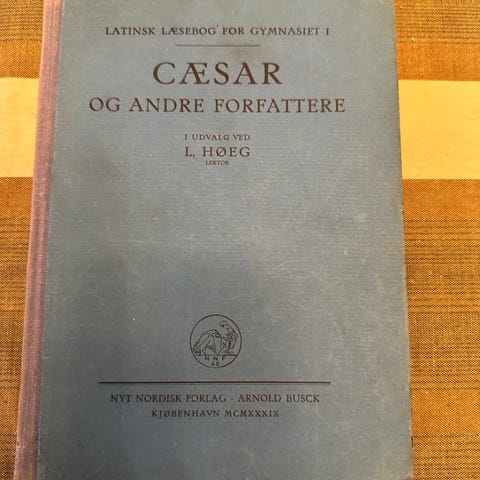 LATINSK LÆSEBOG FOR GYMNASIET I
CÆSAR
OG ANDRE FORFATTERE
I UDVALG VED
L. HØEG
LEKTOR
NNF
AB
NYT NORDISK FORLAG · ARNOLD BUSCK
KJØBENHAVN MCMXXXIX